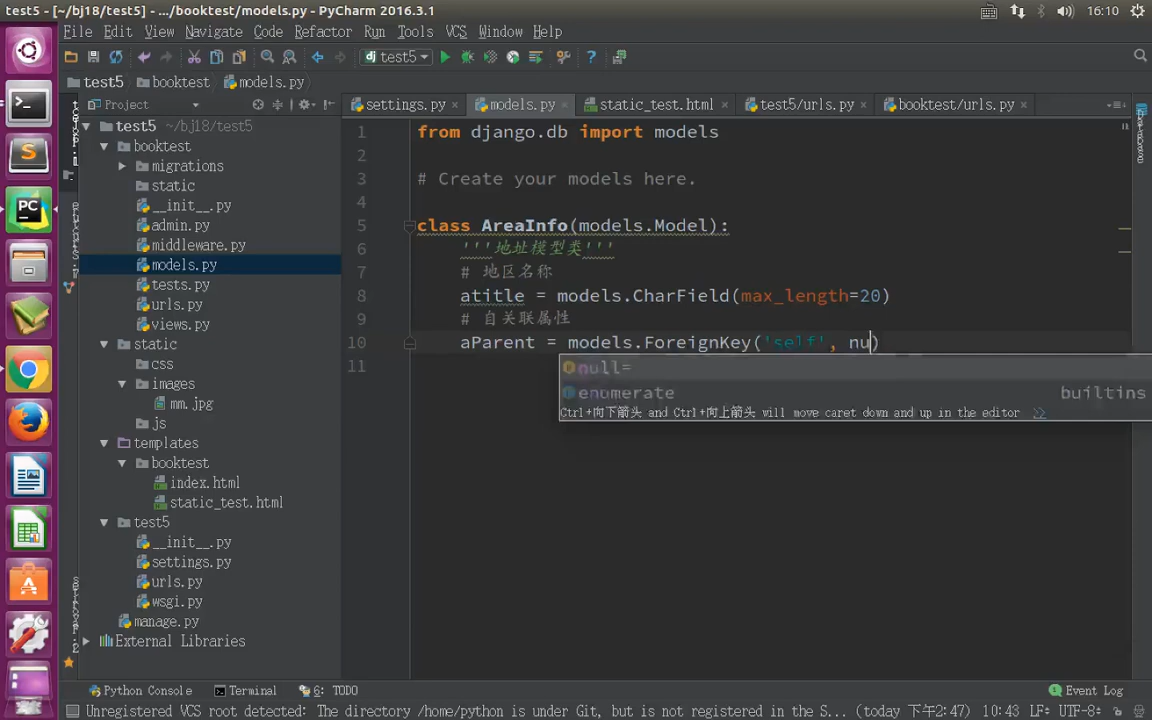 test5 - [~/bj18/test5] - .../booktest/models.py - PyCharm 2016.3.1
16:10
File Edit View Navigate Code Refactor Run Tools VCS Window Help
dj test5
test5 booktest models.py
Project
settings.py × models.py × static_test.html × test5/urls.py × booktest/urls.py ×
test5 ~/bj18/test5
booktest
migrations
static
__init__.py
admin.py
middleware.py
models.py
tests.py
urls.py
views.py
static
css
images
mm.jpg
js
templates
booktest
index.html
static_test.html
test5
__init__.py
settings.py
urls.py
wsgi.py
manage.py
External Libraries
1 from django.db import models
2
3 # Create your models here.
4
5 class AreaInfo(models.Model):
6 '''地址模型类'''
7 # 地区名称
8 atitle = models.CharField(max_length=20)
9 # 自关联属性
10 aParent = models.ForeignKey('self', nu)
11
null=
enumerate builtins
Ctrl+向下箭头 and Ctrl+向上箭头 will move caret down and up in the editor >>
Python Console Terminal 6: TODO Event Log
Unregistered VCS root detected: The directory /home/python is under Git, but is not registered in the S... (today 下午2:47) 10:43 LF÷ UTF-8÷